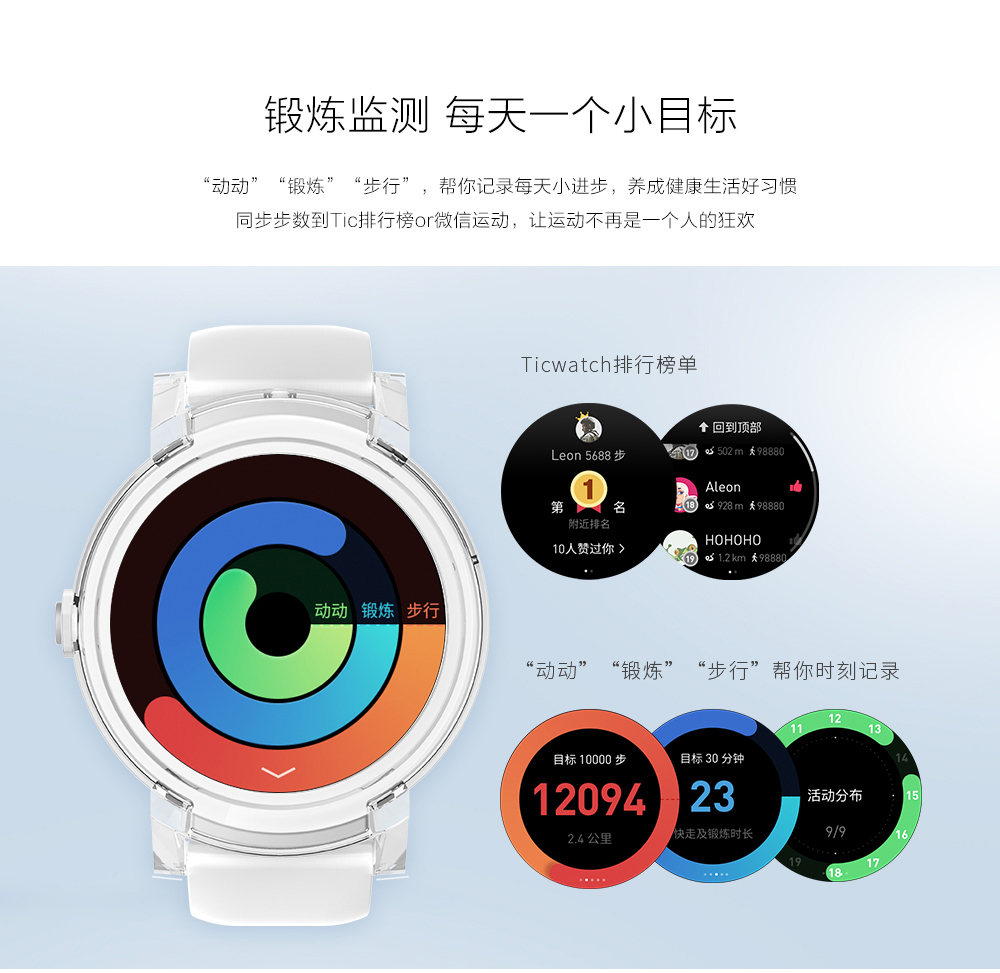 锻炼监测 每天一个小目标
“动动” “锻炼” “步行”，帮你记录每天小进步，养成健康生活好习惯
同步步数到Tic排行榜or微信运动，让运动不再是一个人的狂欢
动动 锻炼 步行
Ticwatch排行榜单
Leon 5688 步
第 1 名
附近排名
10人赞过你
回到顶部
17 502 m 98880
Aleon
18 928 m 98880
HOHOHO
19 1.2 km 98880
“动动” “锻炼” “步行”帮你时刻记录
目标 10000 步
12094
2.4 公里
目标 30 分钟
23
快走及锻炼时长
11 12 13 14 15 16 17 18 19
活动分布
9/9